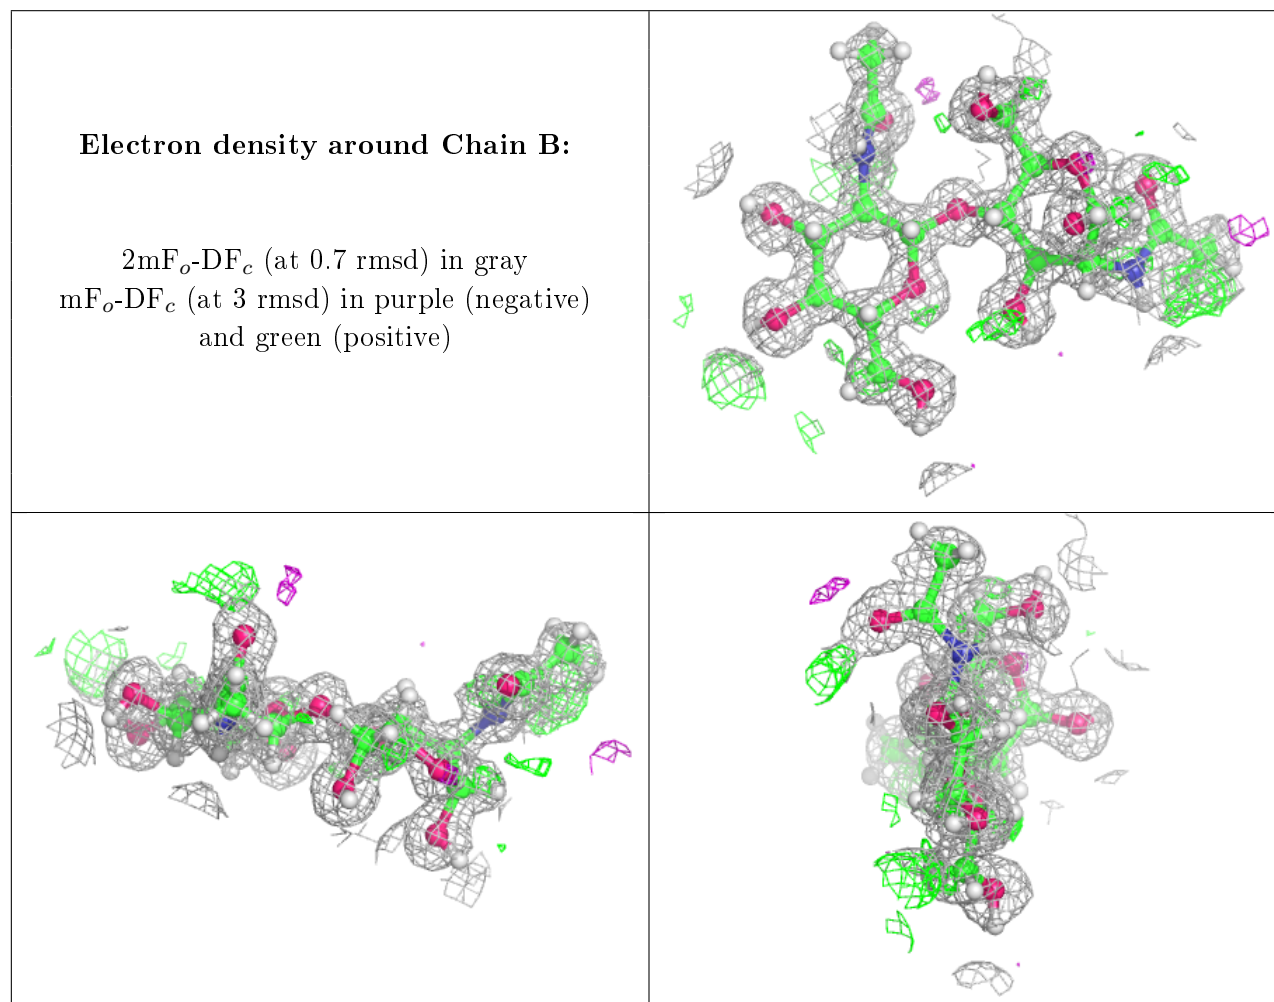 Electron density around Chain B:
2mFₒ-DF𝒸 (at 0.7 rmsd) in gray
mFₒ-DF𝒸 (at 3 rmsd) in purple (negative)
and green (positive)